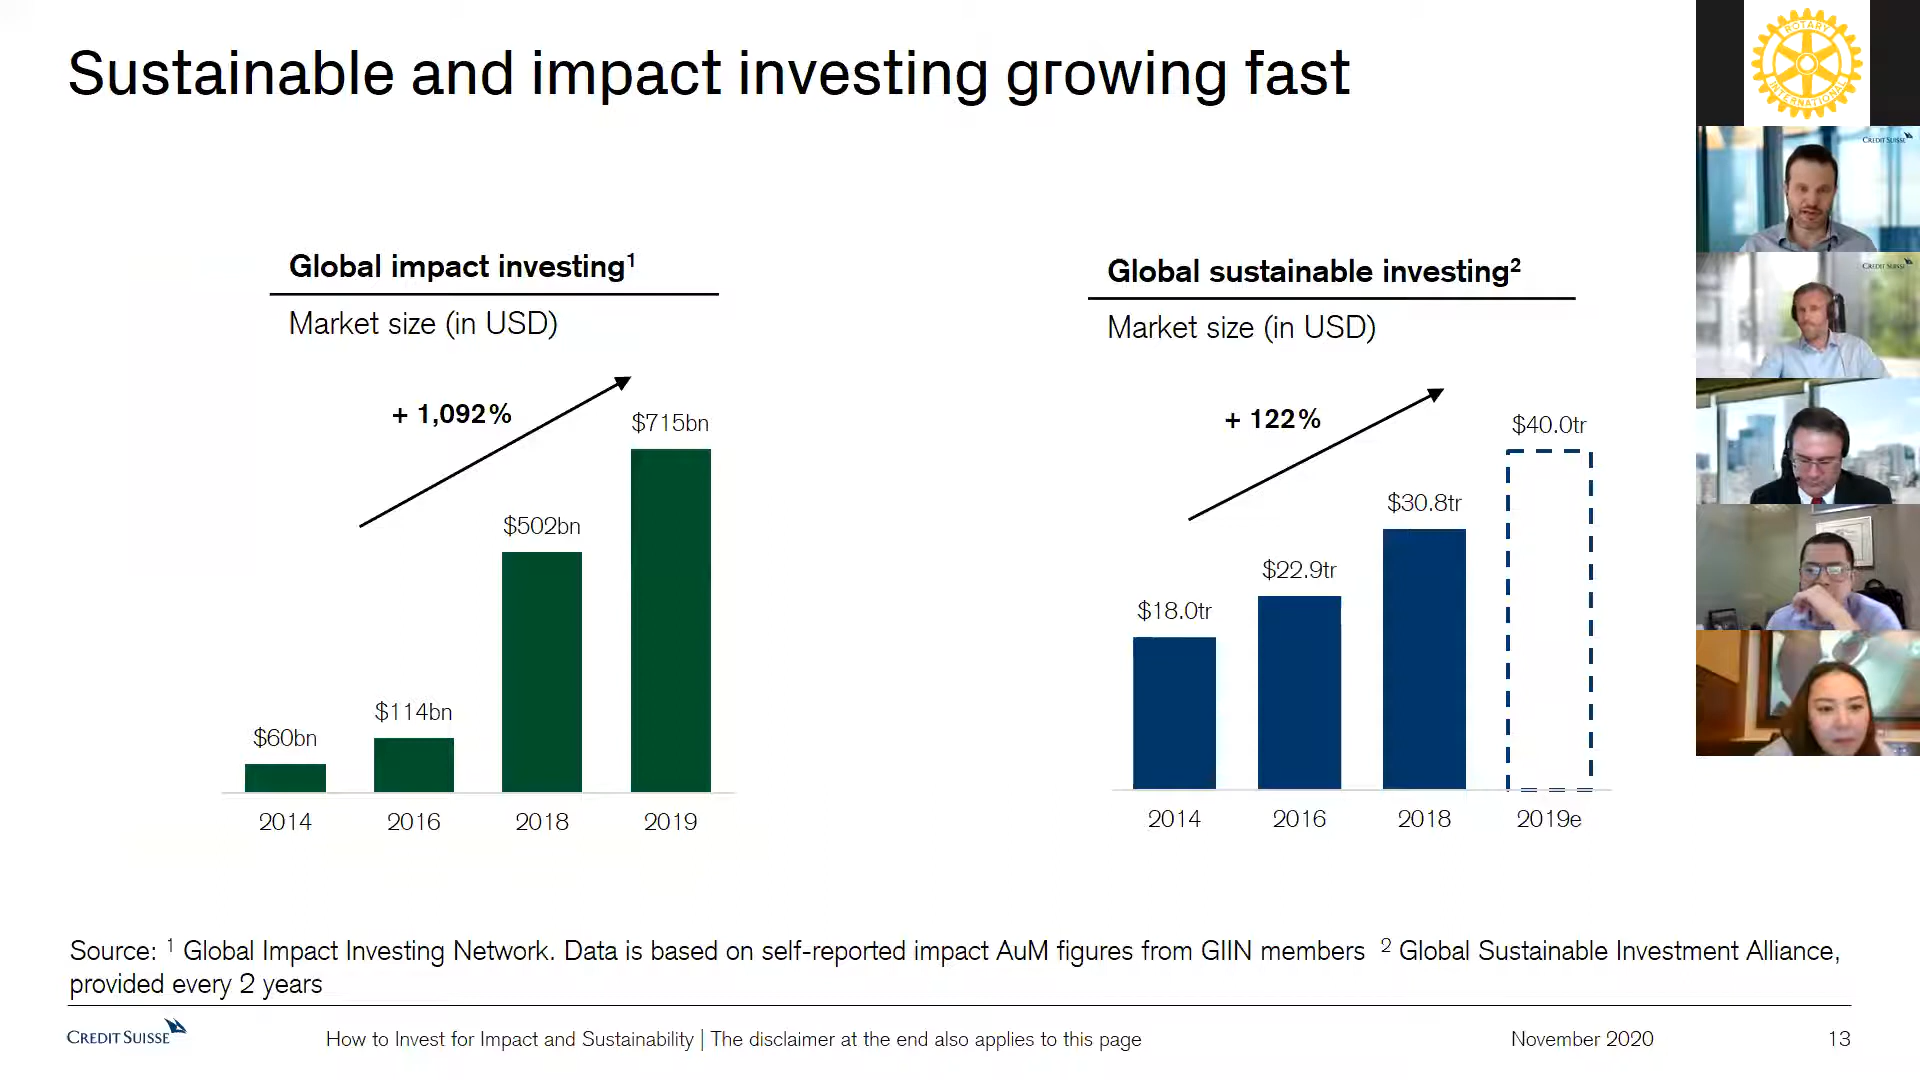 Sustainable and impact investing growing fast
ROTARY
INTERNATIONAL
CREDIT SUISSE
CREDIT SUISSE
Global impact investing¹
Market size (in USD)
+ 1,092%
$60bn
$114bn
$502bn
$715bn
2014
2016
2018
2019
Global sustainable investing²
Market size (in USD)
+ 122%
$18.0tr
$22.9tr
$30.8tr
$40.0tr
2014
2016
2018
2019e
Source: ¹ Global Impact Investing Network. Data is based on self-reported impact AuM figures from GIIN members ² Global Sustainable Investment Alliance,
provided every 2 years
CREDIT SUISSE
How to Invest for Impact and Sustainability | The disclaimer at the end also applies to this page
November 2020
13